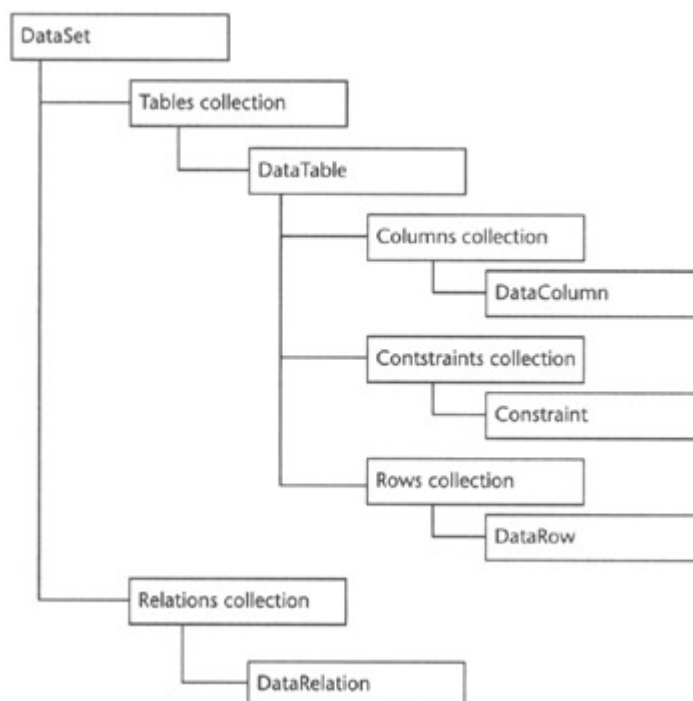 DataSet
Tables collection
DataTable
Columns collection
DataColumn
Contstraints collection
Constraint
Rows collection
DataRow
Relations collection
DataRelation